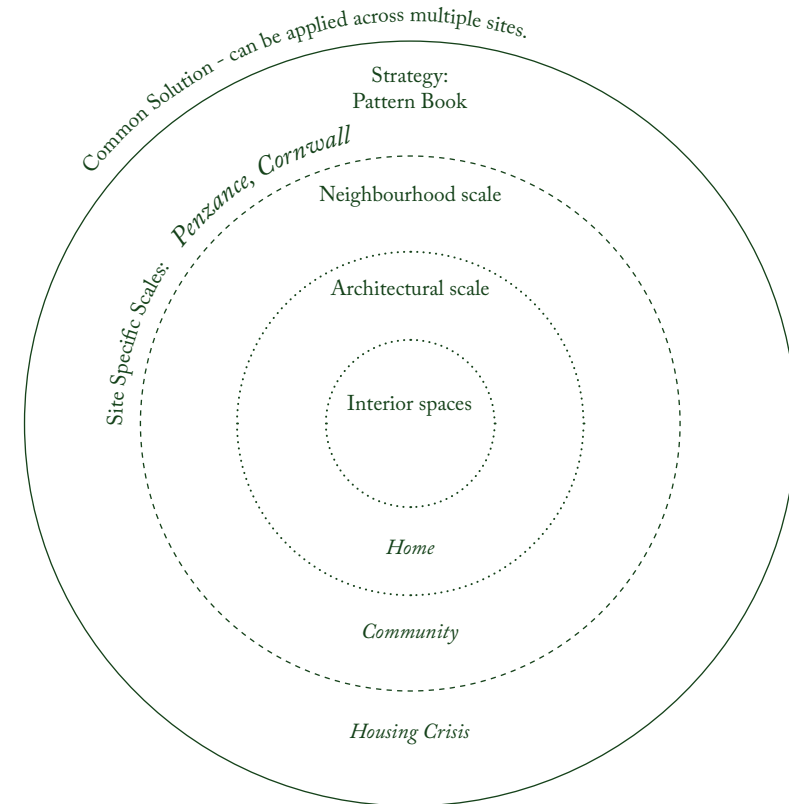 Common Solution - can be applied across multiple sites.
Strategy:
Pattern Book
Site Specific Scales: Penzance, Cornwall
Neighbourhood scale
Architectural scale
Interior spaces
Home
Community
Housing Crisis